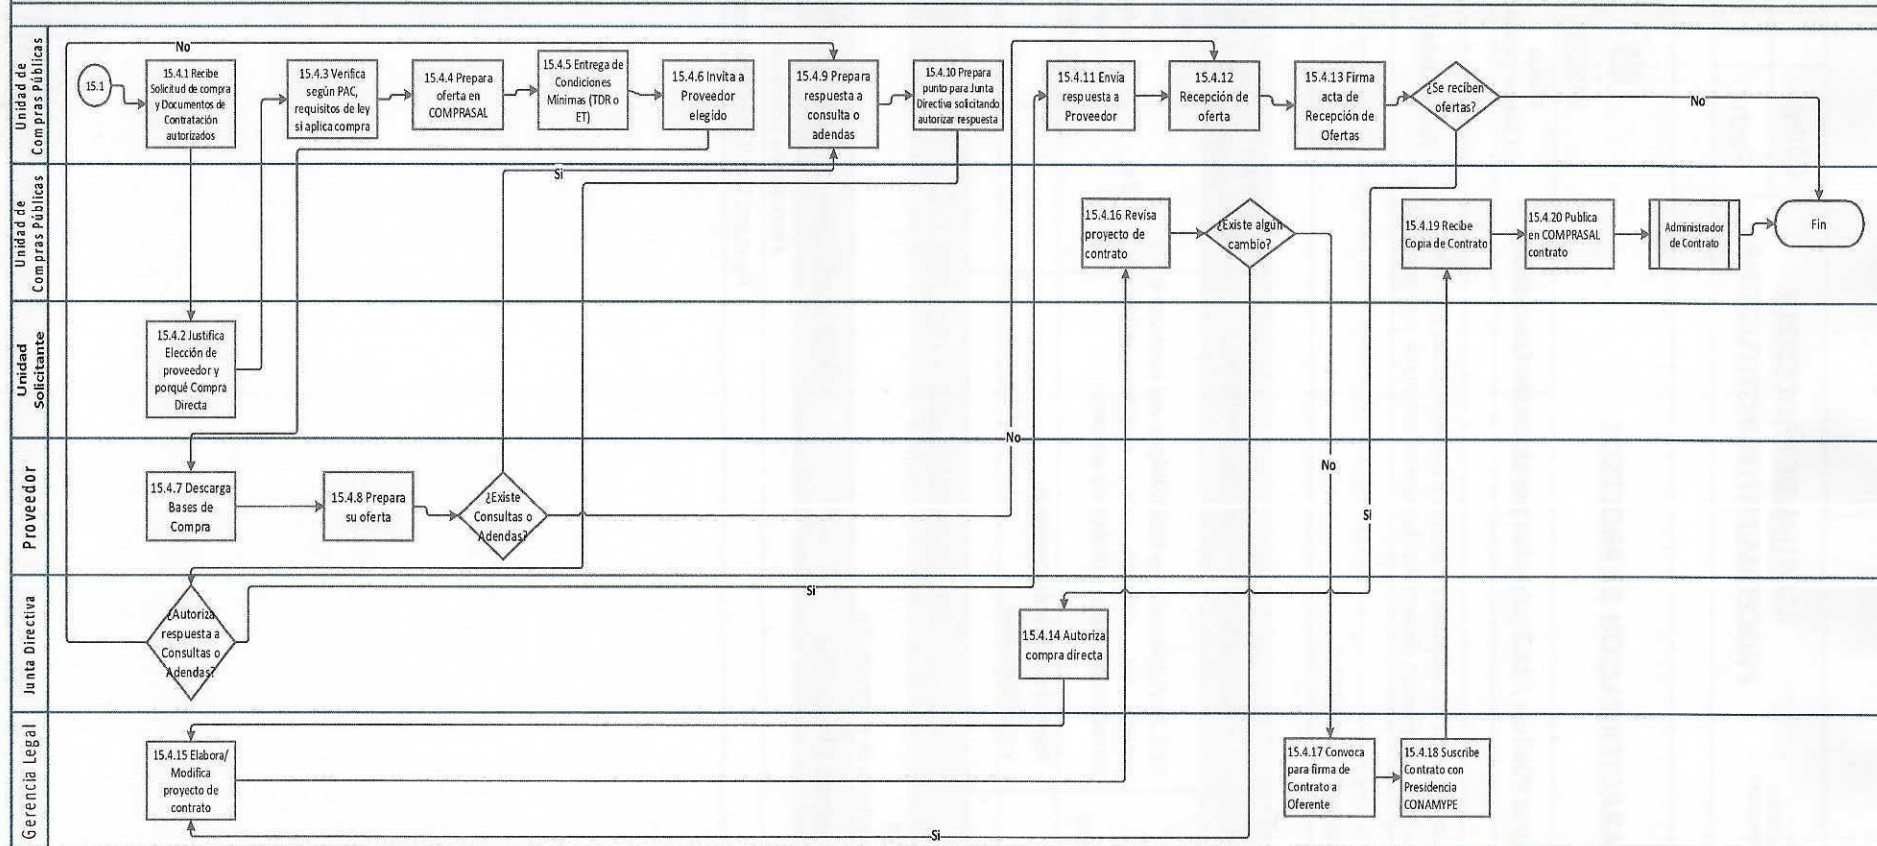 Unidad de
Compras Públicas
15.1
15.4.1 Recibe
Solicitud de compra
y Documentos de
Contratación
autorizados
15.4.3 Verifica
según PAC,
requisitos de ley
si aplica compra
15.4.4 Prepara
oferta en
COMPRASAL
15.4.5 Entrega de
Condiciones
Mínimas (TDR o
ET)
15.4.6 Invita a
Proveedor
elegido
No
15.4.9 Prepara
respuesta a
consulta o
adendas
15.4.10 Prepara
punto para Junta
Directiva solicitando
autorizar respuesta
15.4.11 Envía
respuesta a
Proveedor
15.4.12
Recepción de
oferta
15.4.13 Firma
acta de
Recepción de
Ofertas
¿Se reciben
ofertas?
No
Unidad de
Compras Públicas
Si
15.4.16 Revisa
proyecto de
contrato
¿Existe algún
cambio?
15.4.19 Recibe
Copia de Contrato
15.4.20 Publica
en COMPRASAL
contrato
Administrador
de Contrato
Fin
Unidad
Solicitante
15.4.2 Justifica
Elección de
proveedor y
porqué Compra
Directa
Proveedor
15.4.7 Descarga
Bases de
Compra
15.4.8 Prepara
su oferta
¿Existe
Consultas o
Adendas?
No
No
Si
Junta Directiva
¿Autoriza
respuesta a
Consultas o
Adendas?
Si
15.4.14 Autoriza
compra directa
Gerencia Legal
15.4.15 Elabora/
Modifica
proyecto de
contrato
Si
15.4.17 Convoca
para firma de
Contrato a
Oferente
15.4.18 Suscribe
Contrato con
Presidencia
CONAMYPE